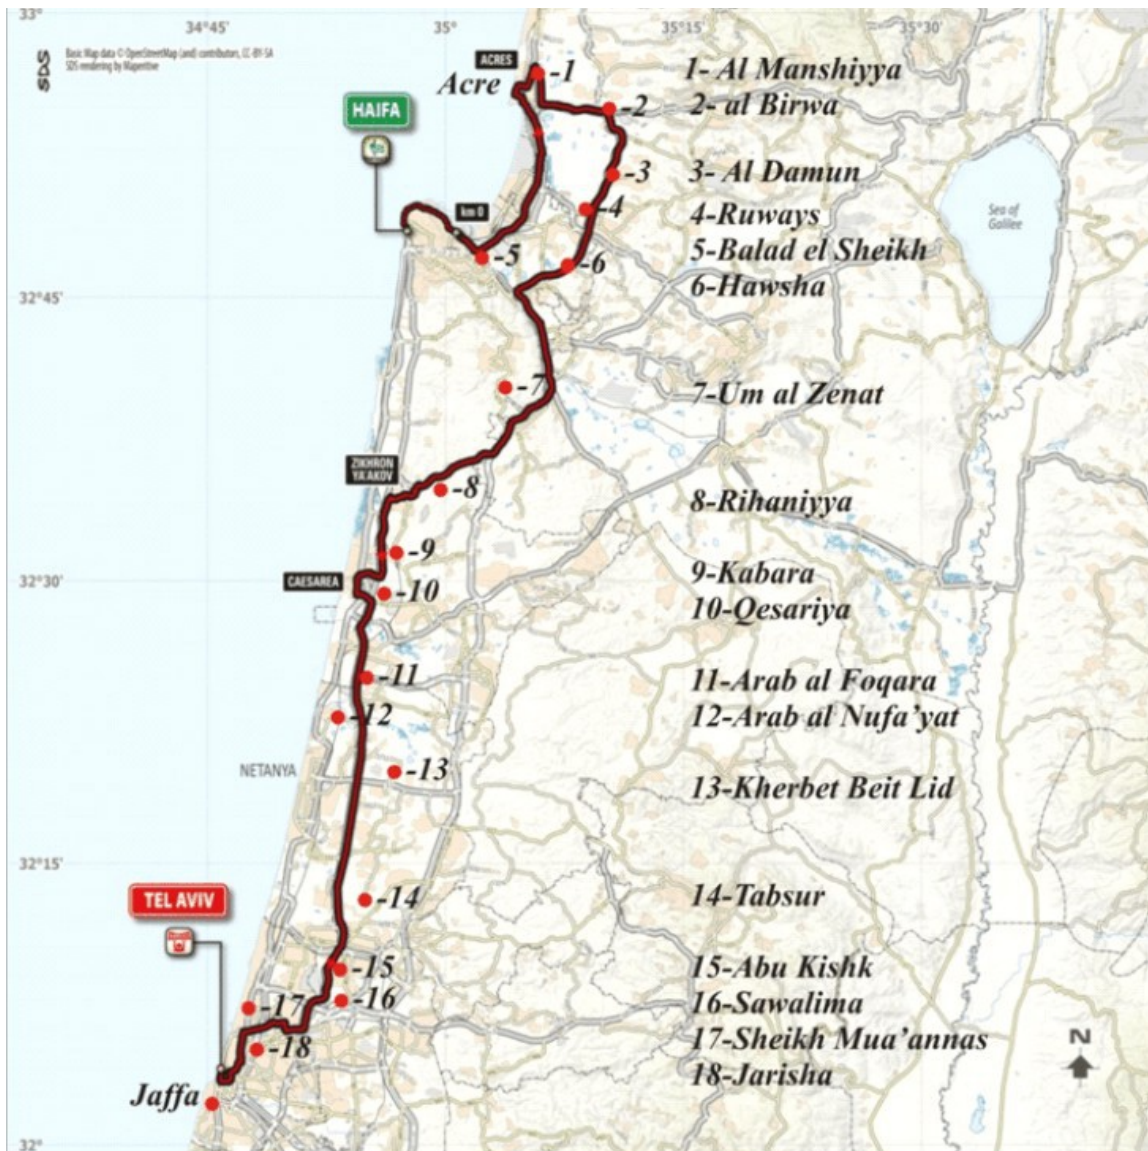 33°
34°45'
35°
35°15'
35°30'
SDS
Basic Map data © OpenStreetMap (and) contributors, CC-BY-SA
SDS rendering by Mapentive
ACRES
Acre
-1
1- Al Manshiyya
HAIFA
-2
2- al Birwa
-3
3- Al Damun
km 0
-4
4-Ruways
Sea of
Galilee
-5
5-Balad el Sheikh
-6
6-Hawsha
32°45'
-7
7-Um al Zenat
ZIKHRON
YA'AKOV
-8
8-Rihaniyya
-9
9-Kabara
32°30'
CAESAREA
-10
10-Qesariya
-11
11-Arab al Foqara
-12
12-Arab al Nufa'yat
NETANYA
-13
13-Kherbet Beit Lid
32°15'
TEL AVIV
-14
14-Tabsur
-15
15-Abu Kishk
-16
16-Sawalima
-17
17-Sheikh Mua'annas
-18
18-Jarisha
N
Jaffa
32°